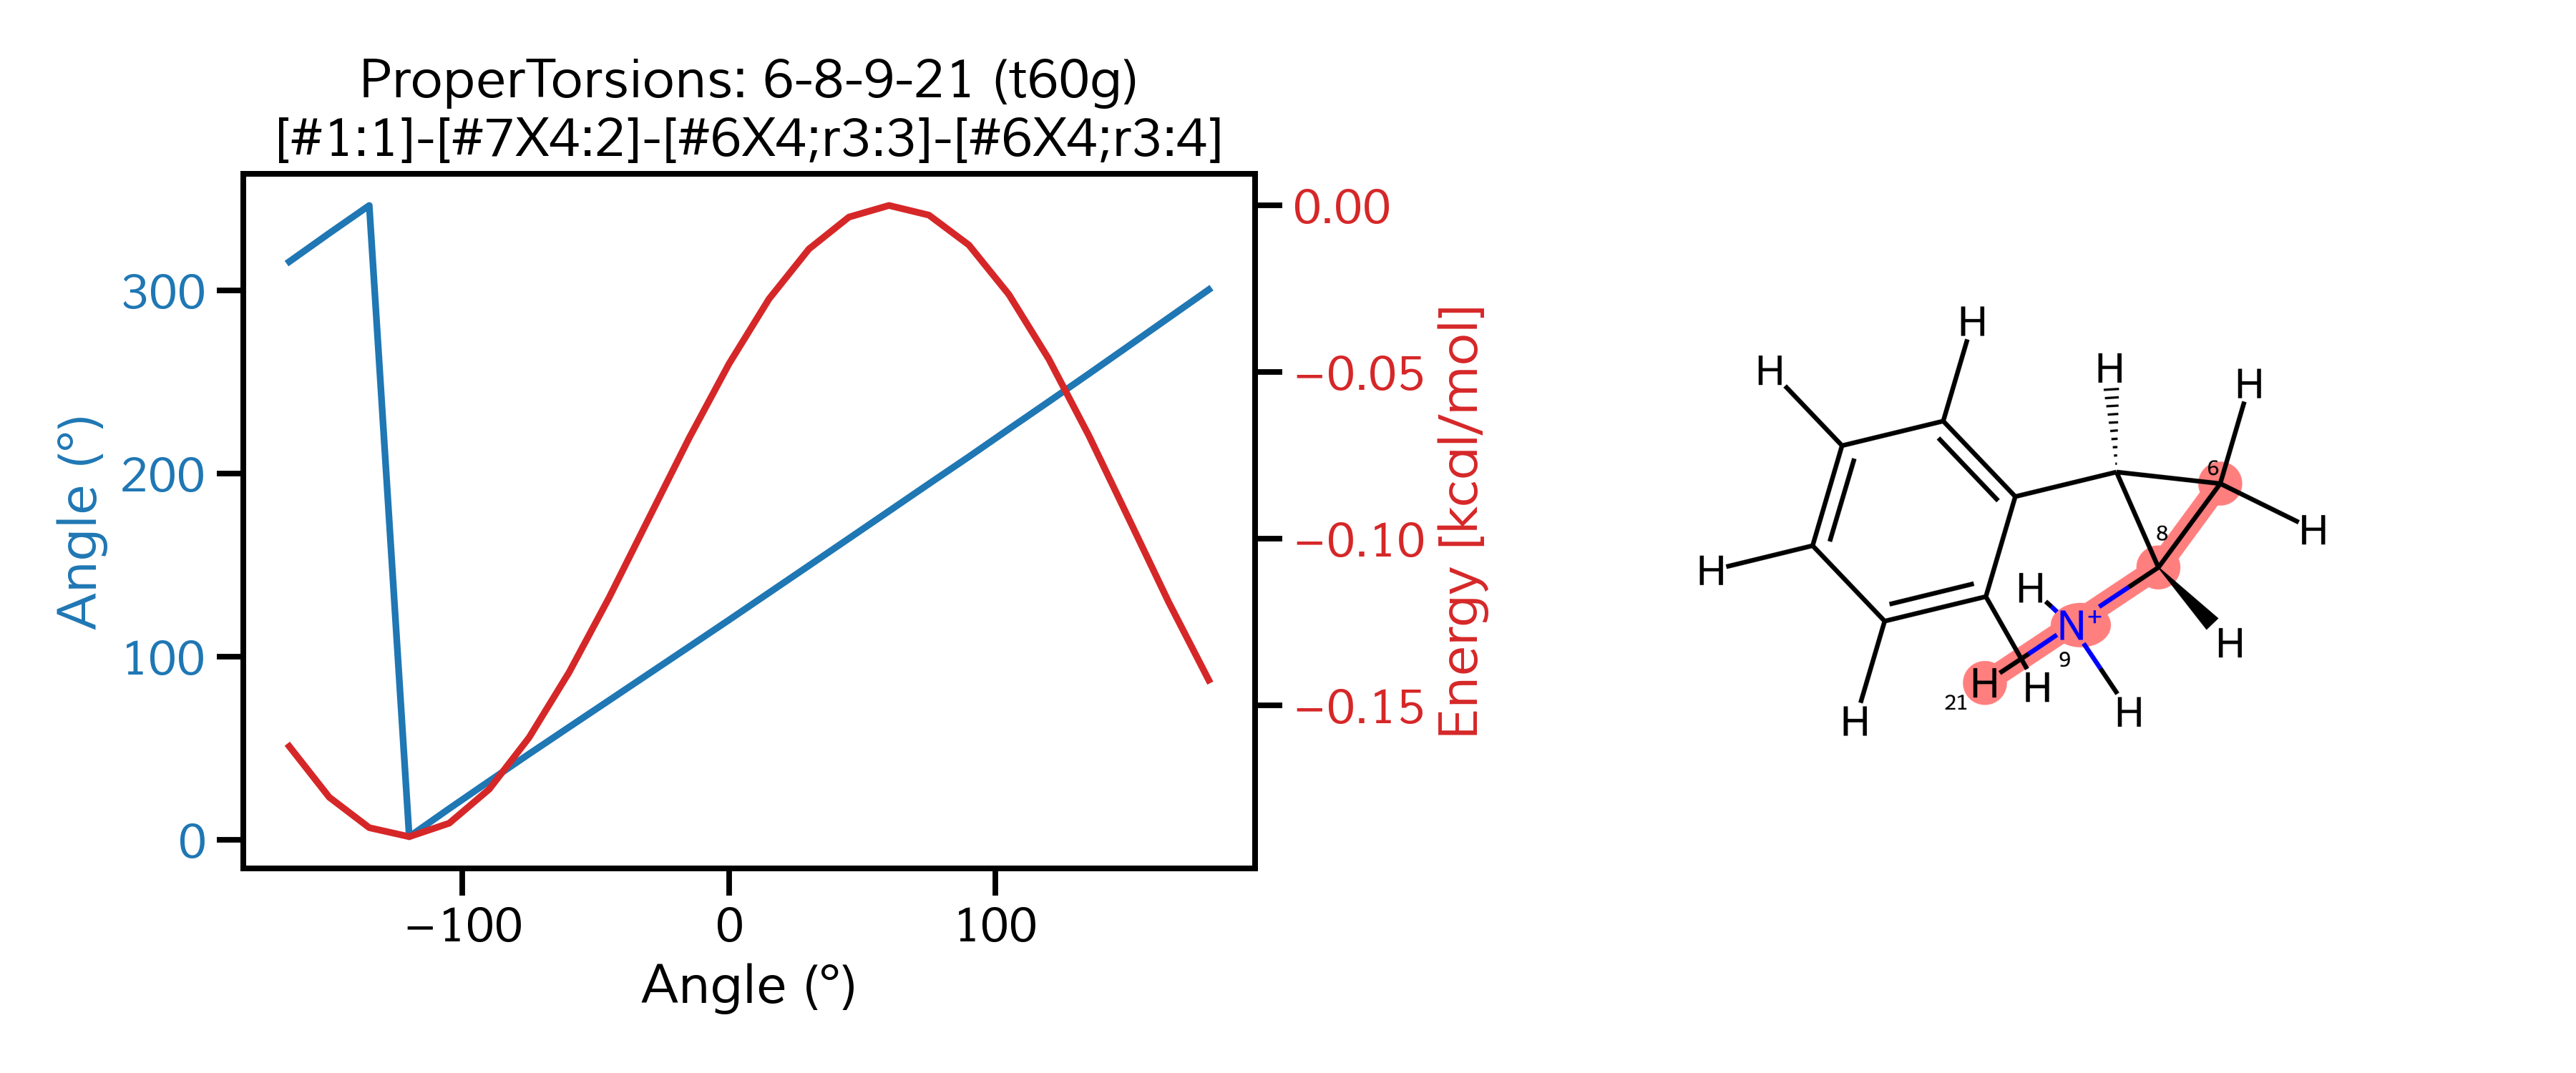 ProperTorsions: 6-8-9-21 (t60g)
[#1:1]-[#7X4:2]-[#6X4;r3:3]-[#6X4;r3:4]
Angle (°)
300
200
100
0
−100
0
100
Angle (°)
0.00
−0.05
−0.10
−0.15
Energy [kcal/mol]
H
H
H
H
6
8
H
H
H
N+
9
H
H
21
H
H
H